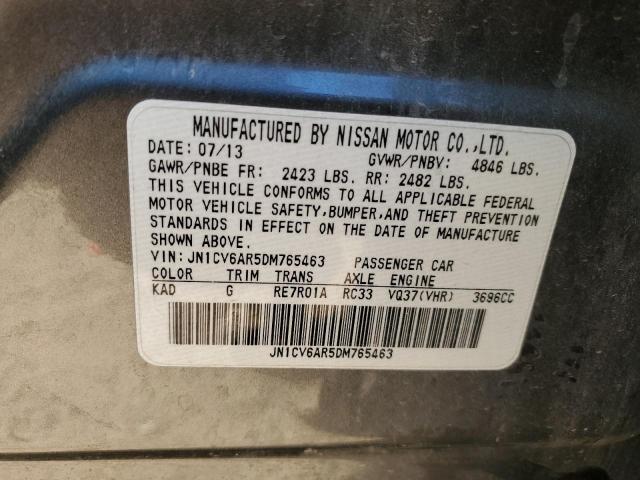 MANUFACTURED BY NISSAN MOTOR CO.,LTD.
DATE: 07/13 GVWR/PNBV: 4846 LBS.
GAWR/PNBE FR: 2423 LBS. RR: 2482 LBS.
THIS VEHICLE CONFORMS TO ALL APPLICABLE FEDERAL
MOTOR VEHICLE SAFETY,BUMPER,AND THEFT PREVENTION
STANDARDS IN EFFECT ON THE DATE OF MANUFACTURE
SHOWN ABOVE.
VIN:JN1CV6AR5DM765463 PASSENGER CAR
COLOR TRIM TRANS AXLE ENGINE
KAD G RE7R01A RC33 VQ37(VHR) 3696CC
JN1CV6AR5DM765463